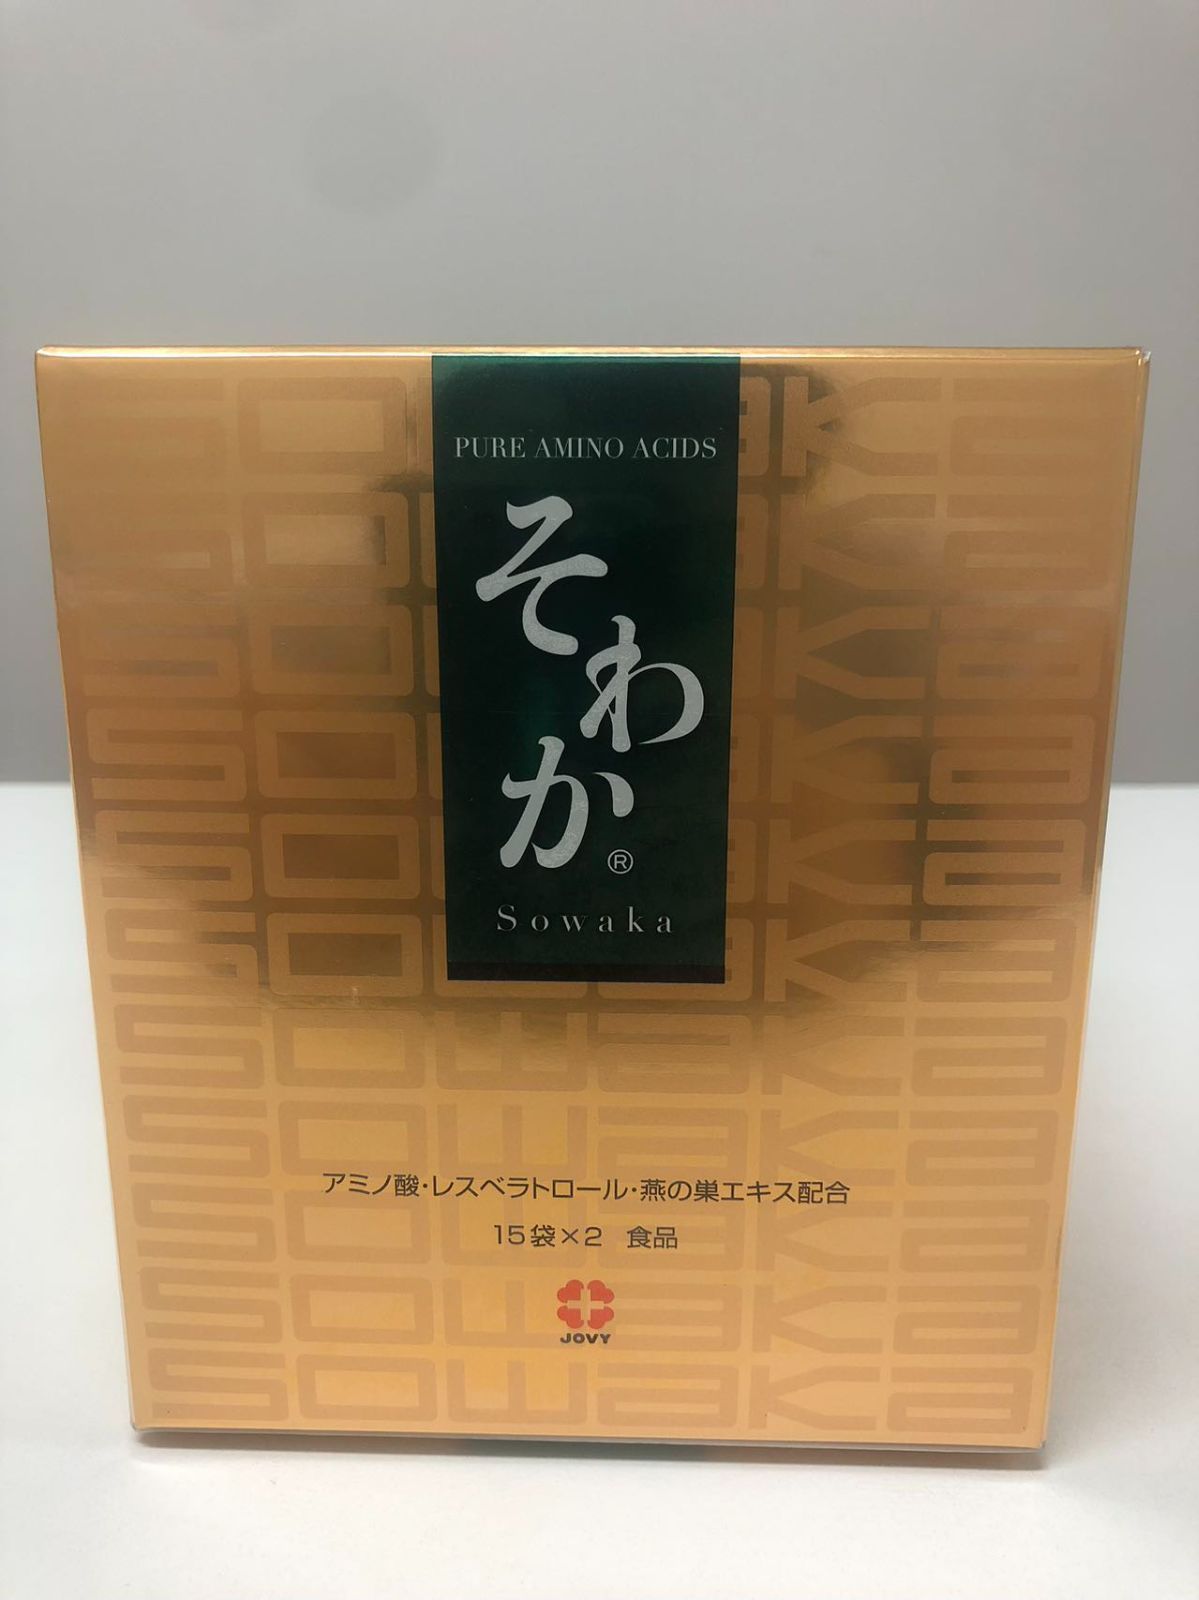 PURE AMINO ACIDS
そわか®
Sowaka
アミノ酸・レスベラトロール・燕の巣エキス配合
15袋×2 食品
JOVY